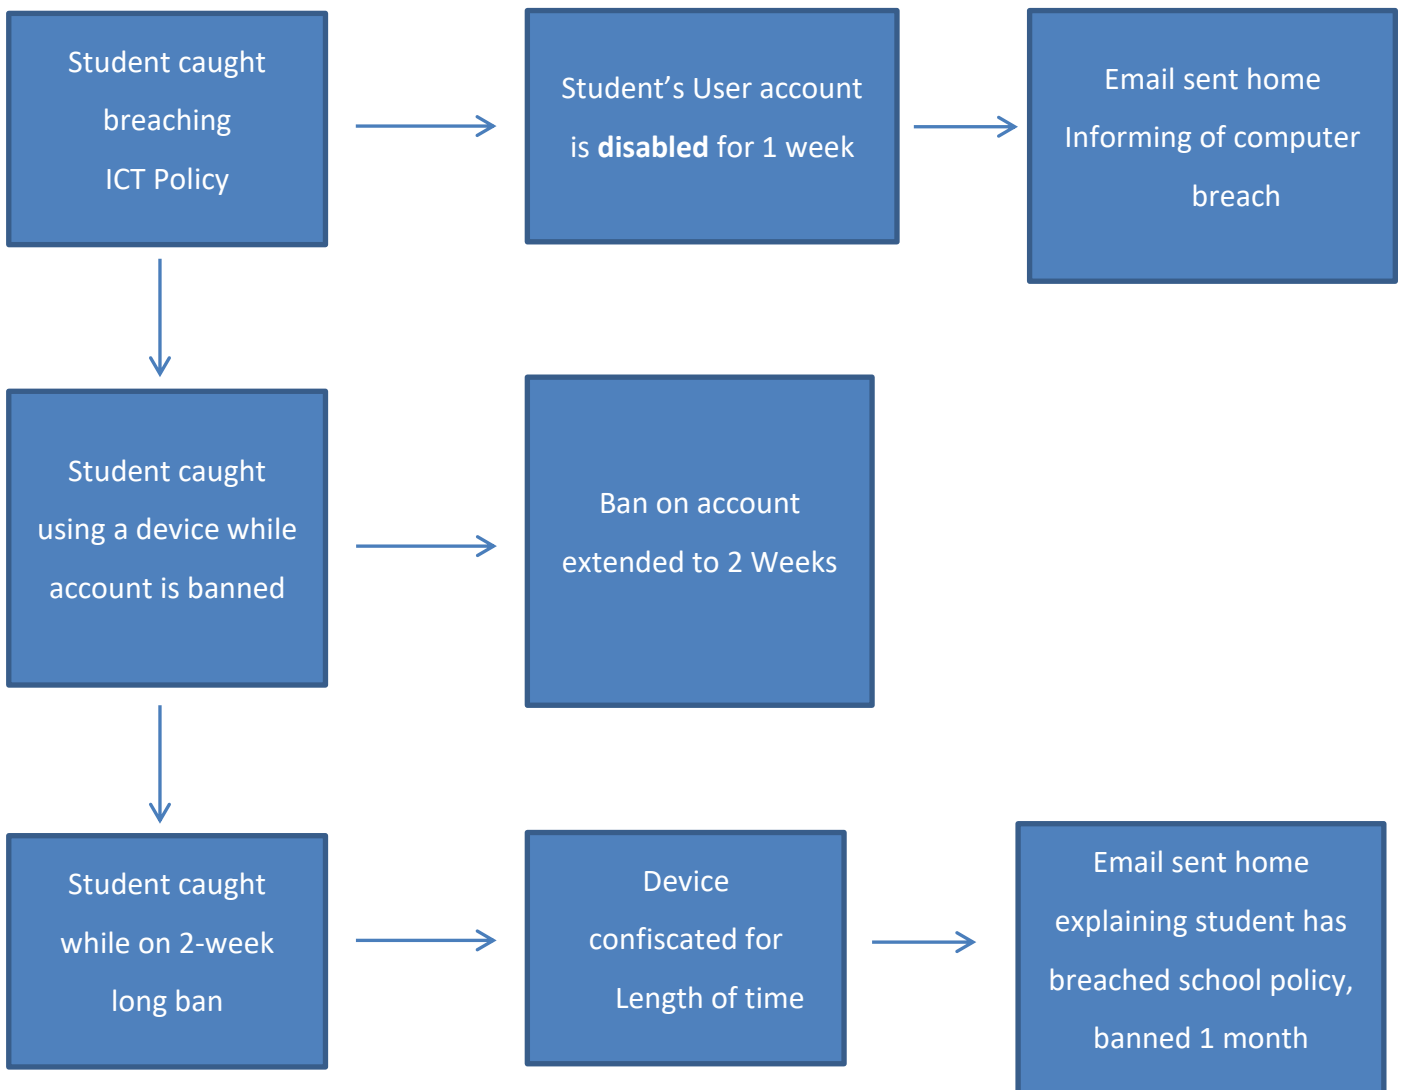 Student caught
breaching
ICT Policy
Student's User account
is disabled for 1 week
Email sent home
Informing of computer
breach
Student caught
using a device while
account is banned
Ban on account
extended to 2 Weeks
Student caught
while on 2-week
long ban
Device
confiscated for
Length of time
Email sent home
explaining student has
breached school policy,
banned 1 month